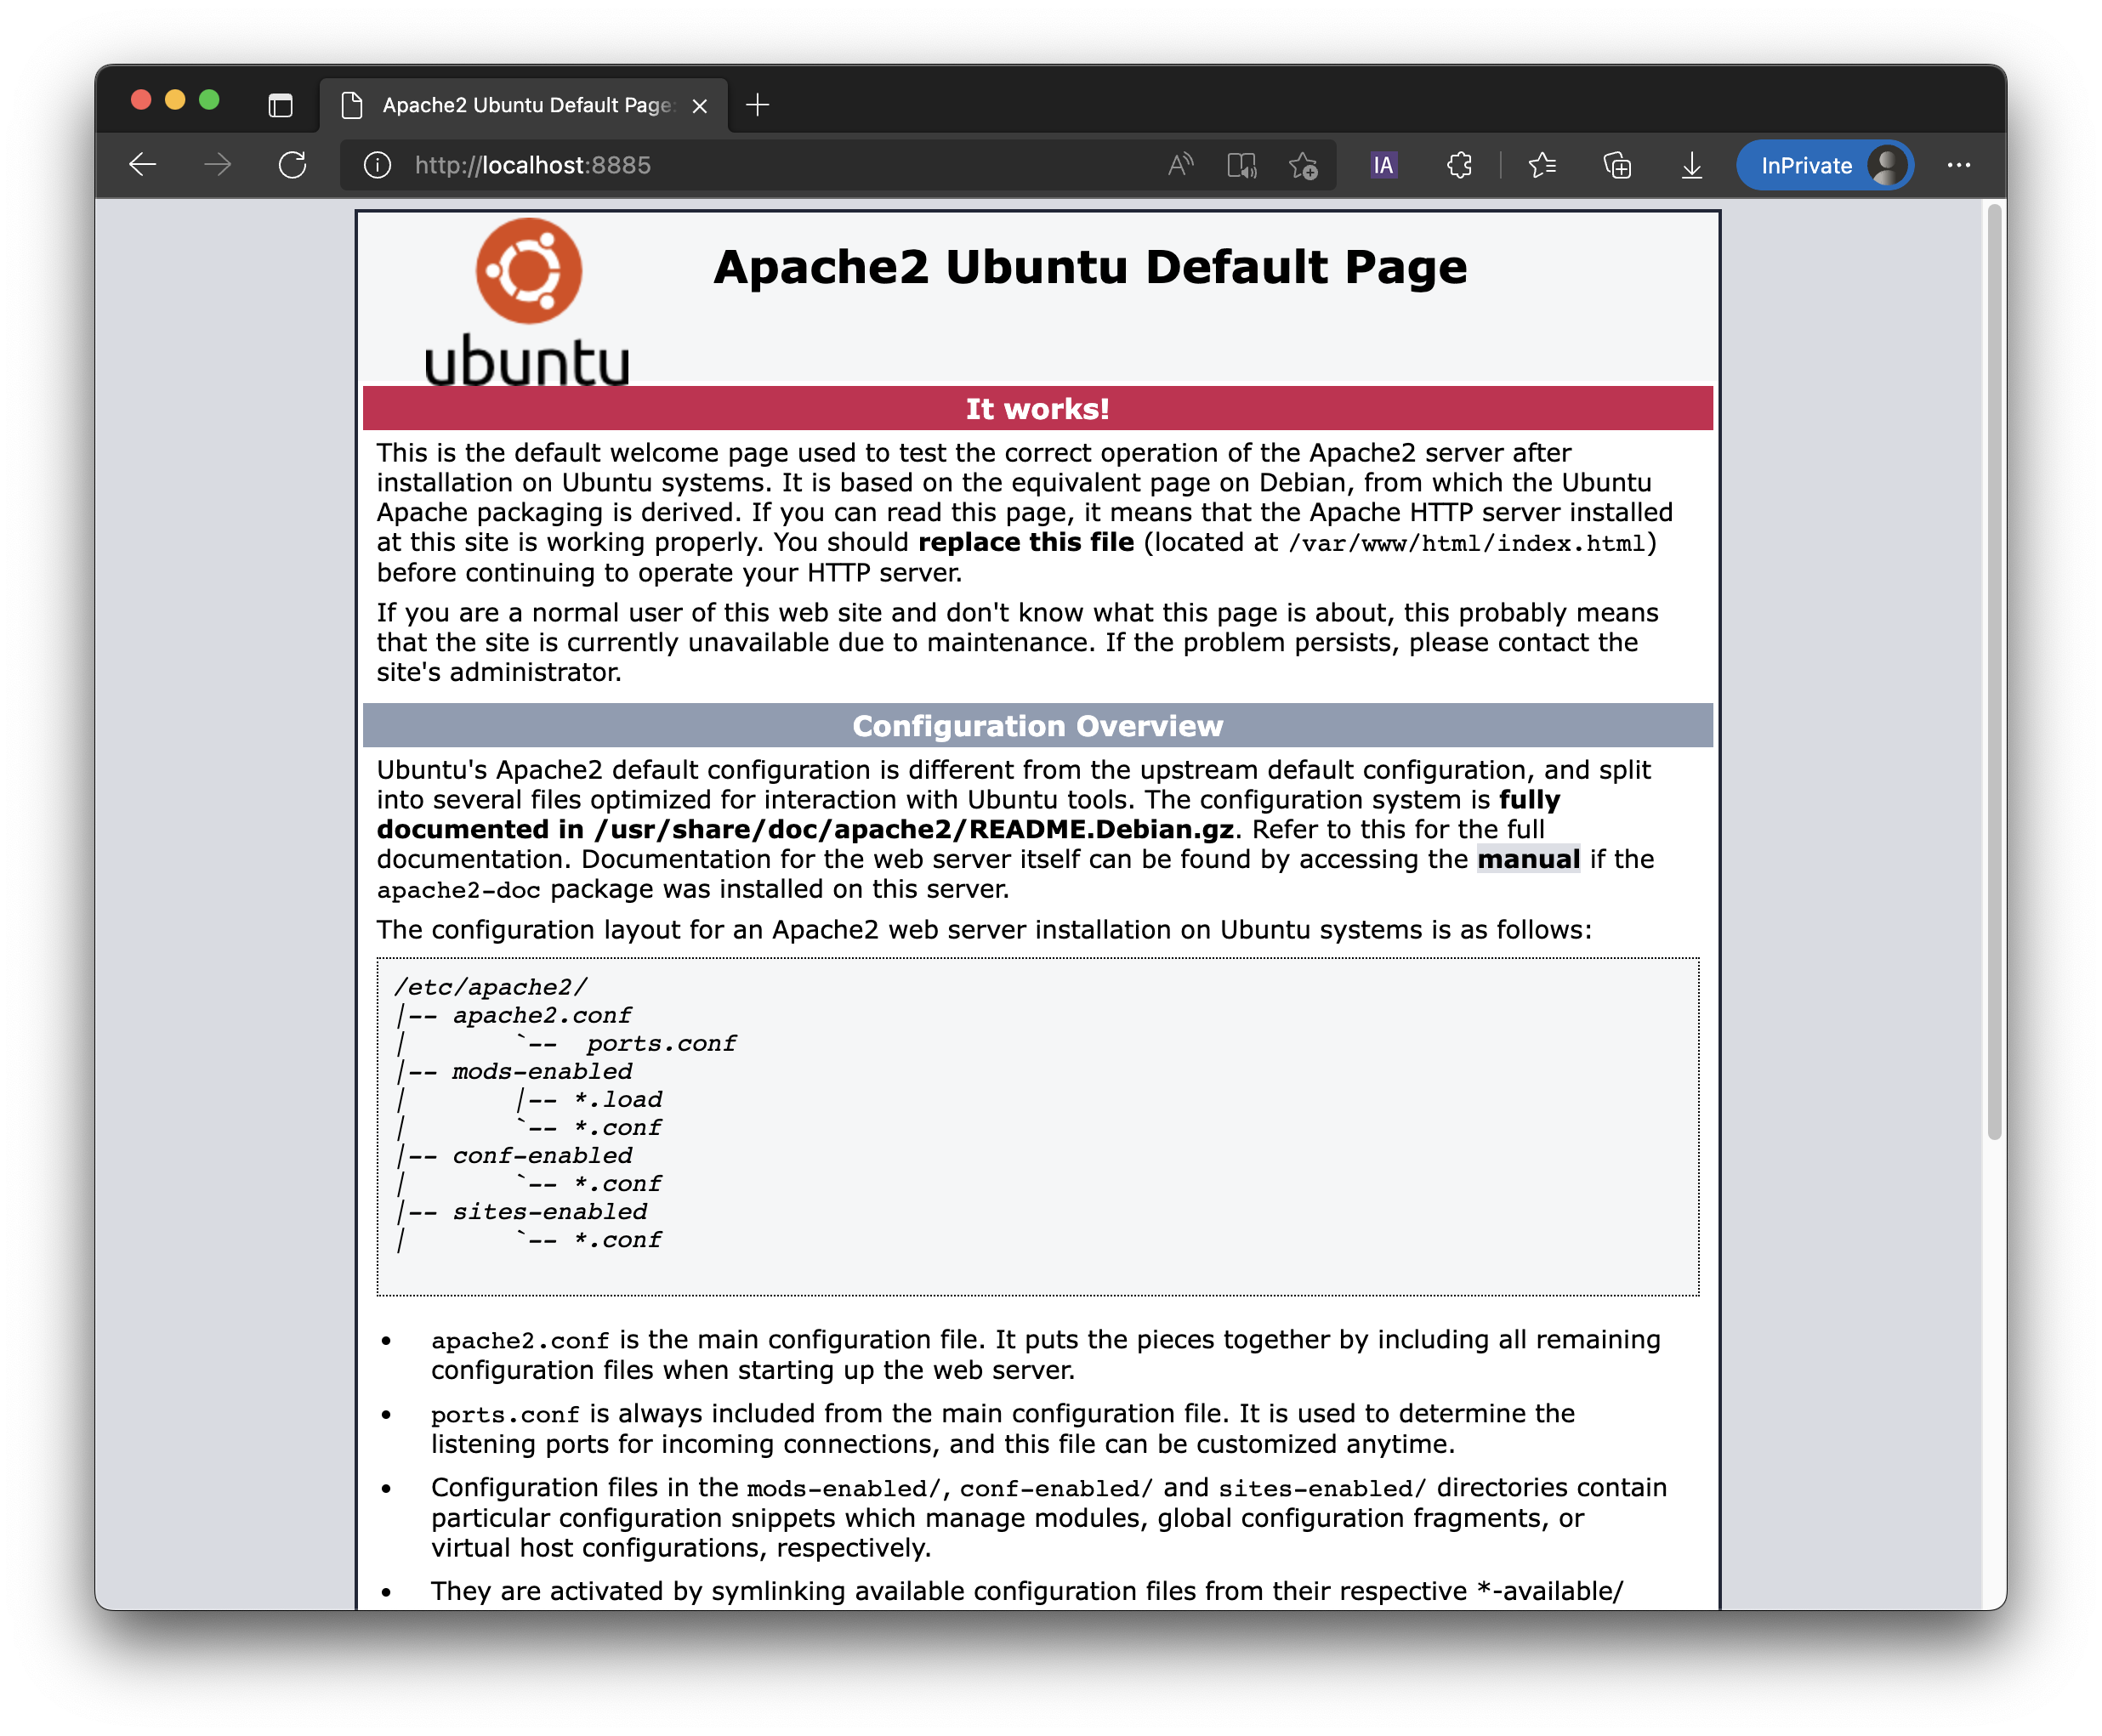 Apache2 Ubuntu Default Page:
http://localhost:8885
A
IA
InPrivate
ubuntu
Apache2 Ubuntu Default Page
It works!
This is the default welcome page used to test the correct operation of the Apache2 server after
installation on Ubuntu systems. It is based on the equivalent page on Debian, from which the Ubuntu
Apache packaging is derived. If you can read this page, it means that the Apache HTTP server installed
at this site is working properly. You should replace this file (located at /var/www/html/index.html)
before continuing to operate your HTTP server.
If you are a normal user of this web site and don't know what this page is about, this probably means
that the site is currently unavailable due to maintenance. If the problem persists, please contact the
site's administrator.
Configuration Overview
Ubuntu's Apache2 default configuration is different from the upstream default configuration, and split
into several files optimized for interaction with Ubuntu tools. The configuration system is fully
documented in /usr/share/doc/apache2/README.Debian.gz. Refer to this for the full
documentation. Documentation for the web server itself can be found by accessing the manual if the
apache2-doc package was installed on this server.
The configuration layout for an Apache2 web server installation on Ubuntu systems is as follows:
/etc/apache2/
|-- apache2.conf
|       `--  ports.conf
|-- mods-enabled
|       |-- *.load
|       `-- *.conf
|-- conf-enabled
|       `-- *.conf
|-- sites-enabled
|       `-- *.conf
• apache2.conf is the main configuration file. It puts the pieces together by including all remaining
configuration files when starting up the web server.
• ports.conf is always included from the main configuration file. It is used to determine the
listening ports for incoming connections, and this file can be customized anytime.
• Configuration files in the mods-enabled/, conf-enabled/ and sites-enabled/ directories contain
particular configuration snippets which manage modules, global configuration fragments, or
virtual host configurations, respectively.
• They are activated by symlinking available configuration files from their respective *-available/